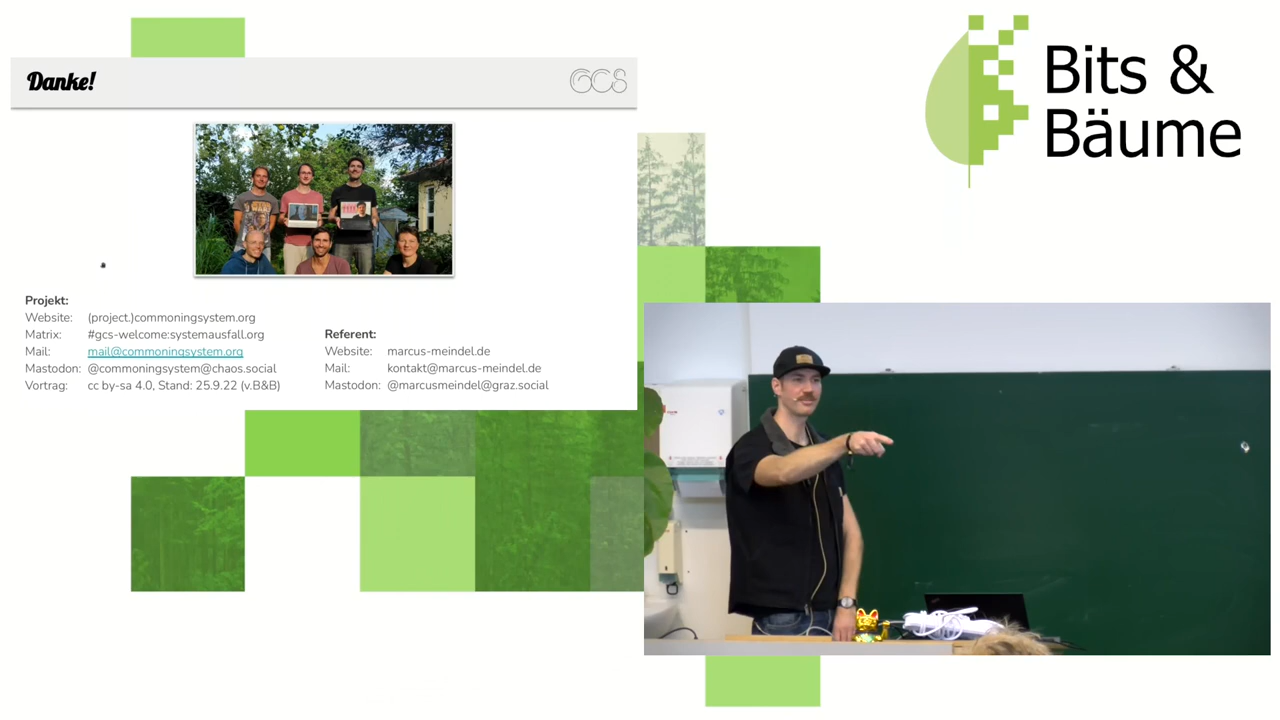 Danke!
GCS
Projekt:
Website: (project.)commoningsystem.org
Matrix: #gcs-welcome:systemausfall.org
Mail: mail@commoningsystem.org
Mastodon: @commoningsystem@chaos.social
Vortrag: cc by-sa 4.0, Stand: 25.9.22 (v.B&B)
Referent:
Website: marcus-meindel.de
Mail: kontakt@marcus-meindel.de
Mastodon: @marcusmeindel@graz.social
Bits &
Bäume